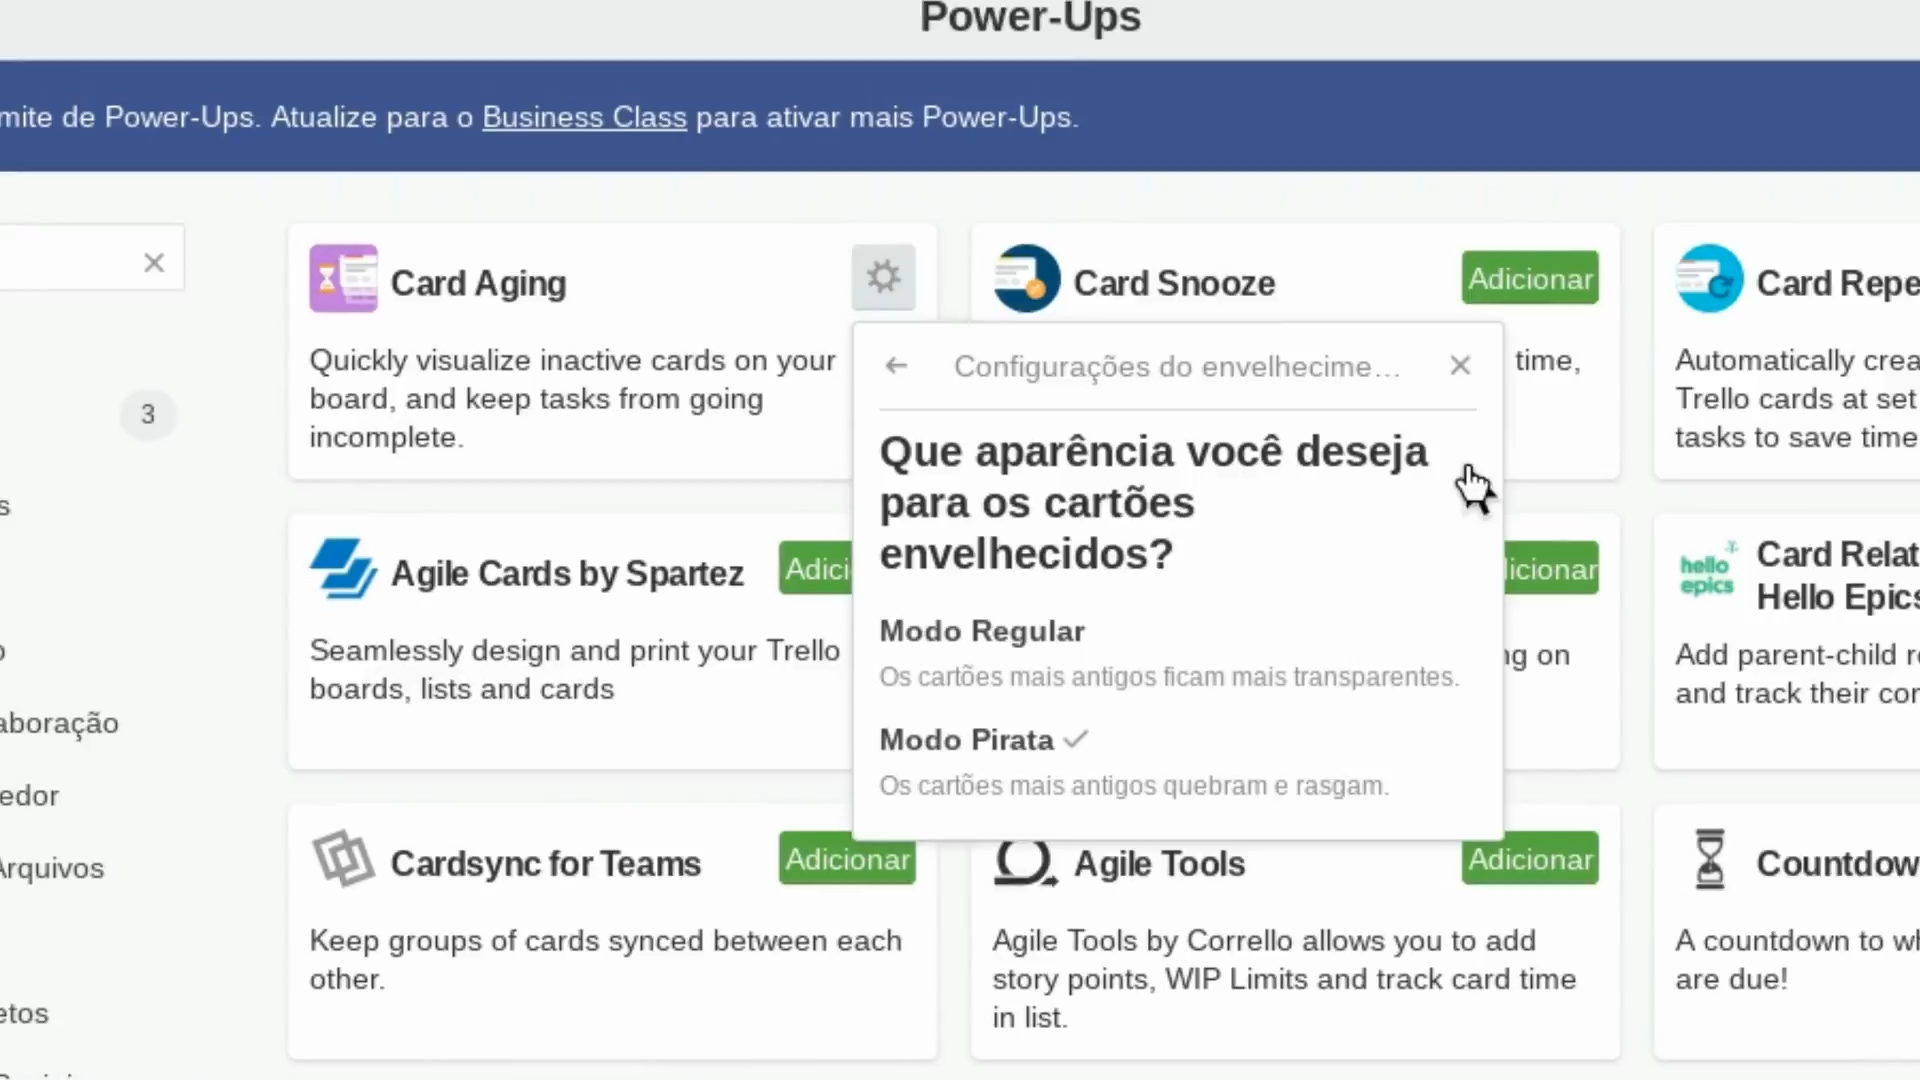 Power-Ups
mite de Power-Ups. Atualize para o Business Class para ativar mais Power-Ups.
3
s
o
aboração
edor
Arquivos
etos
Card Aging
Quickly visualize inactive cards on your
board, and keep tasks from going
incomplete.
Card Snooze
Adicionar
time,
Card Repe
Automatically crea
Trello cards at set
tasks to save time
Configurações do envelhecime…
Que aparência você deseja
para os cartões
envelhecidos?
Modo Regular
Os cartões mais antigos ficam mais transparentes.
Modo Pirata
Os cartões mais antigos quebram e rasgam.
Agile Cards by Spartez
Adici
Seamlessly design and print your Trello
boards, lists and cards
licionar
ng on
hello
epics
Card Relat
Hello Epics
Add parent-child re
and track their cor
Cardsync for Teams
Adicionar
Keep groups of cards synced between each
other.
Agile Tools
Adicionar
Agile Tools by Corrello allows you to add
story points, WIP Limits and track card time
in list.
Countdow
A countdown to wh
are due!